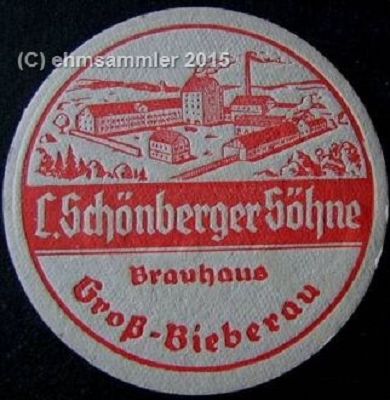 (C) ehmsammler 2015
L. Schönberger Söhne
Brauhaus
Groß-Bieberau